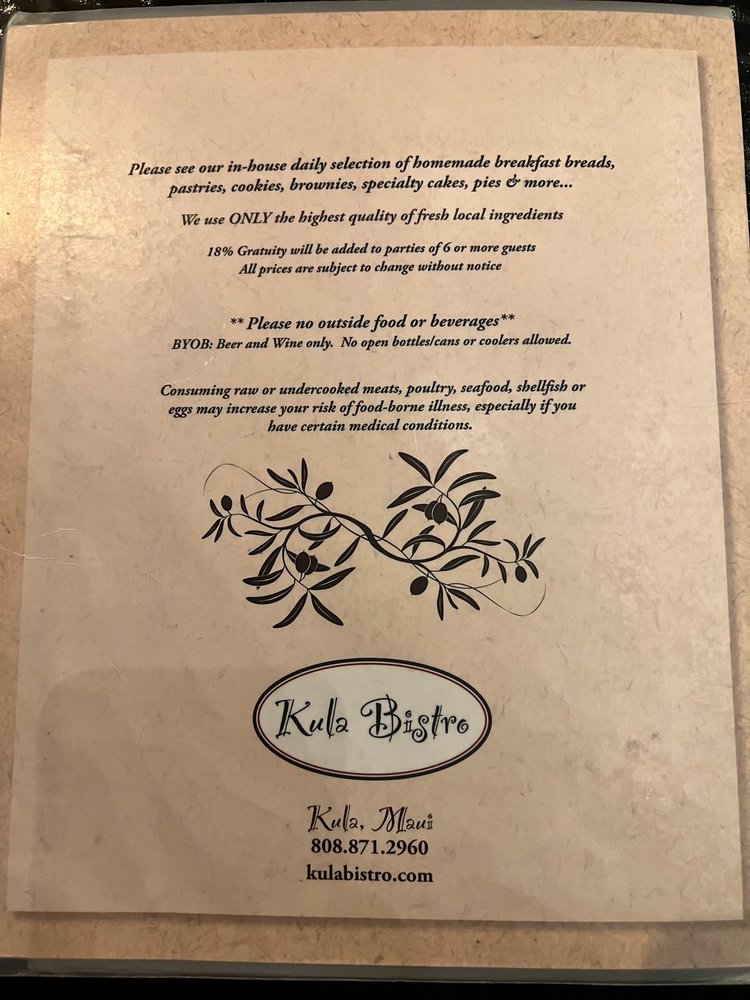 Please see our in-house daily selection of homemade breakfast breads,
pastries, cookies, brownies, specialty cakes, pies & more...
We use ONLY the highest quality of fresh local ingredients
18% Gratuity will be added to parties of 6 or more guests
All prices are subject to change without notice
** Please no outside food or beverages**
BYOB: Beer and Wine only. No open bottles/cans or coolers allowed.
Consuming raw or undercooked meats, poultry, seafood, shellfish or
eggs may increase your risk of food-borne illness, especially if you
have certain medical conditions.
Kula Bistro
Kula, Maui
808.871.2960
kulabistro.com